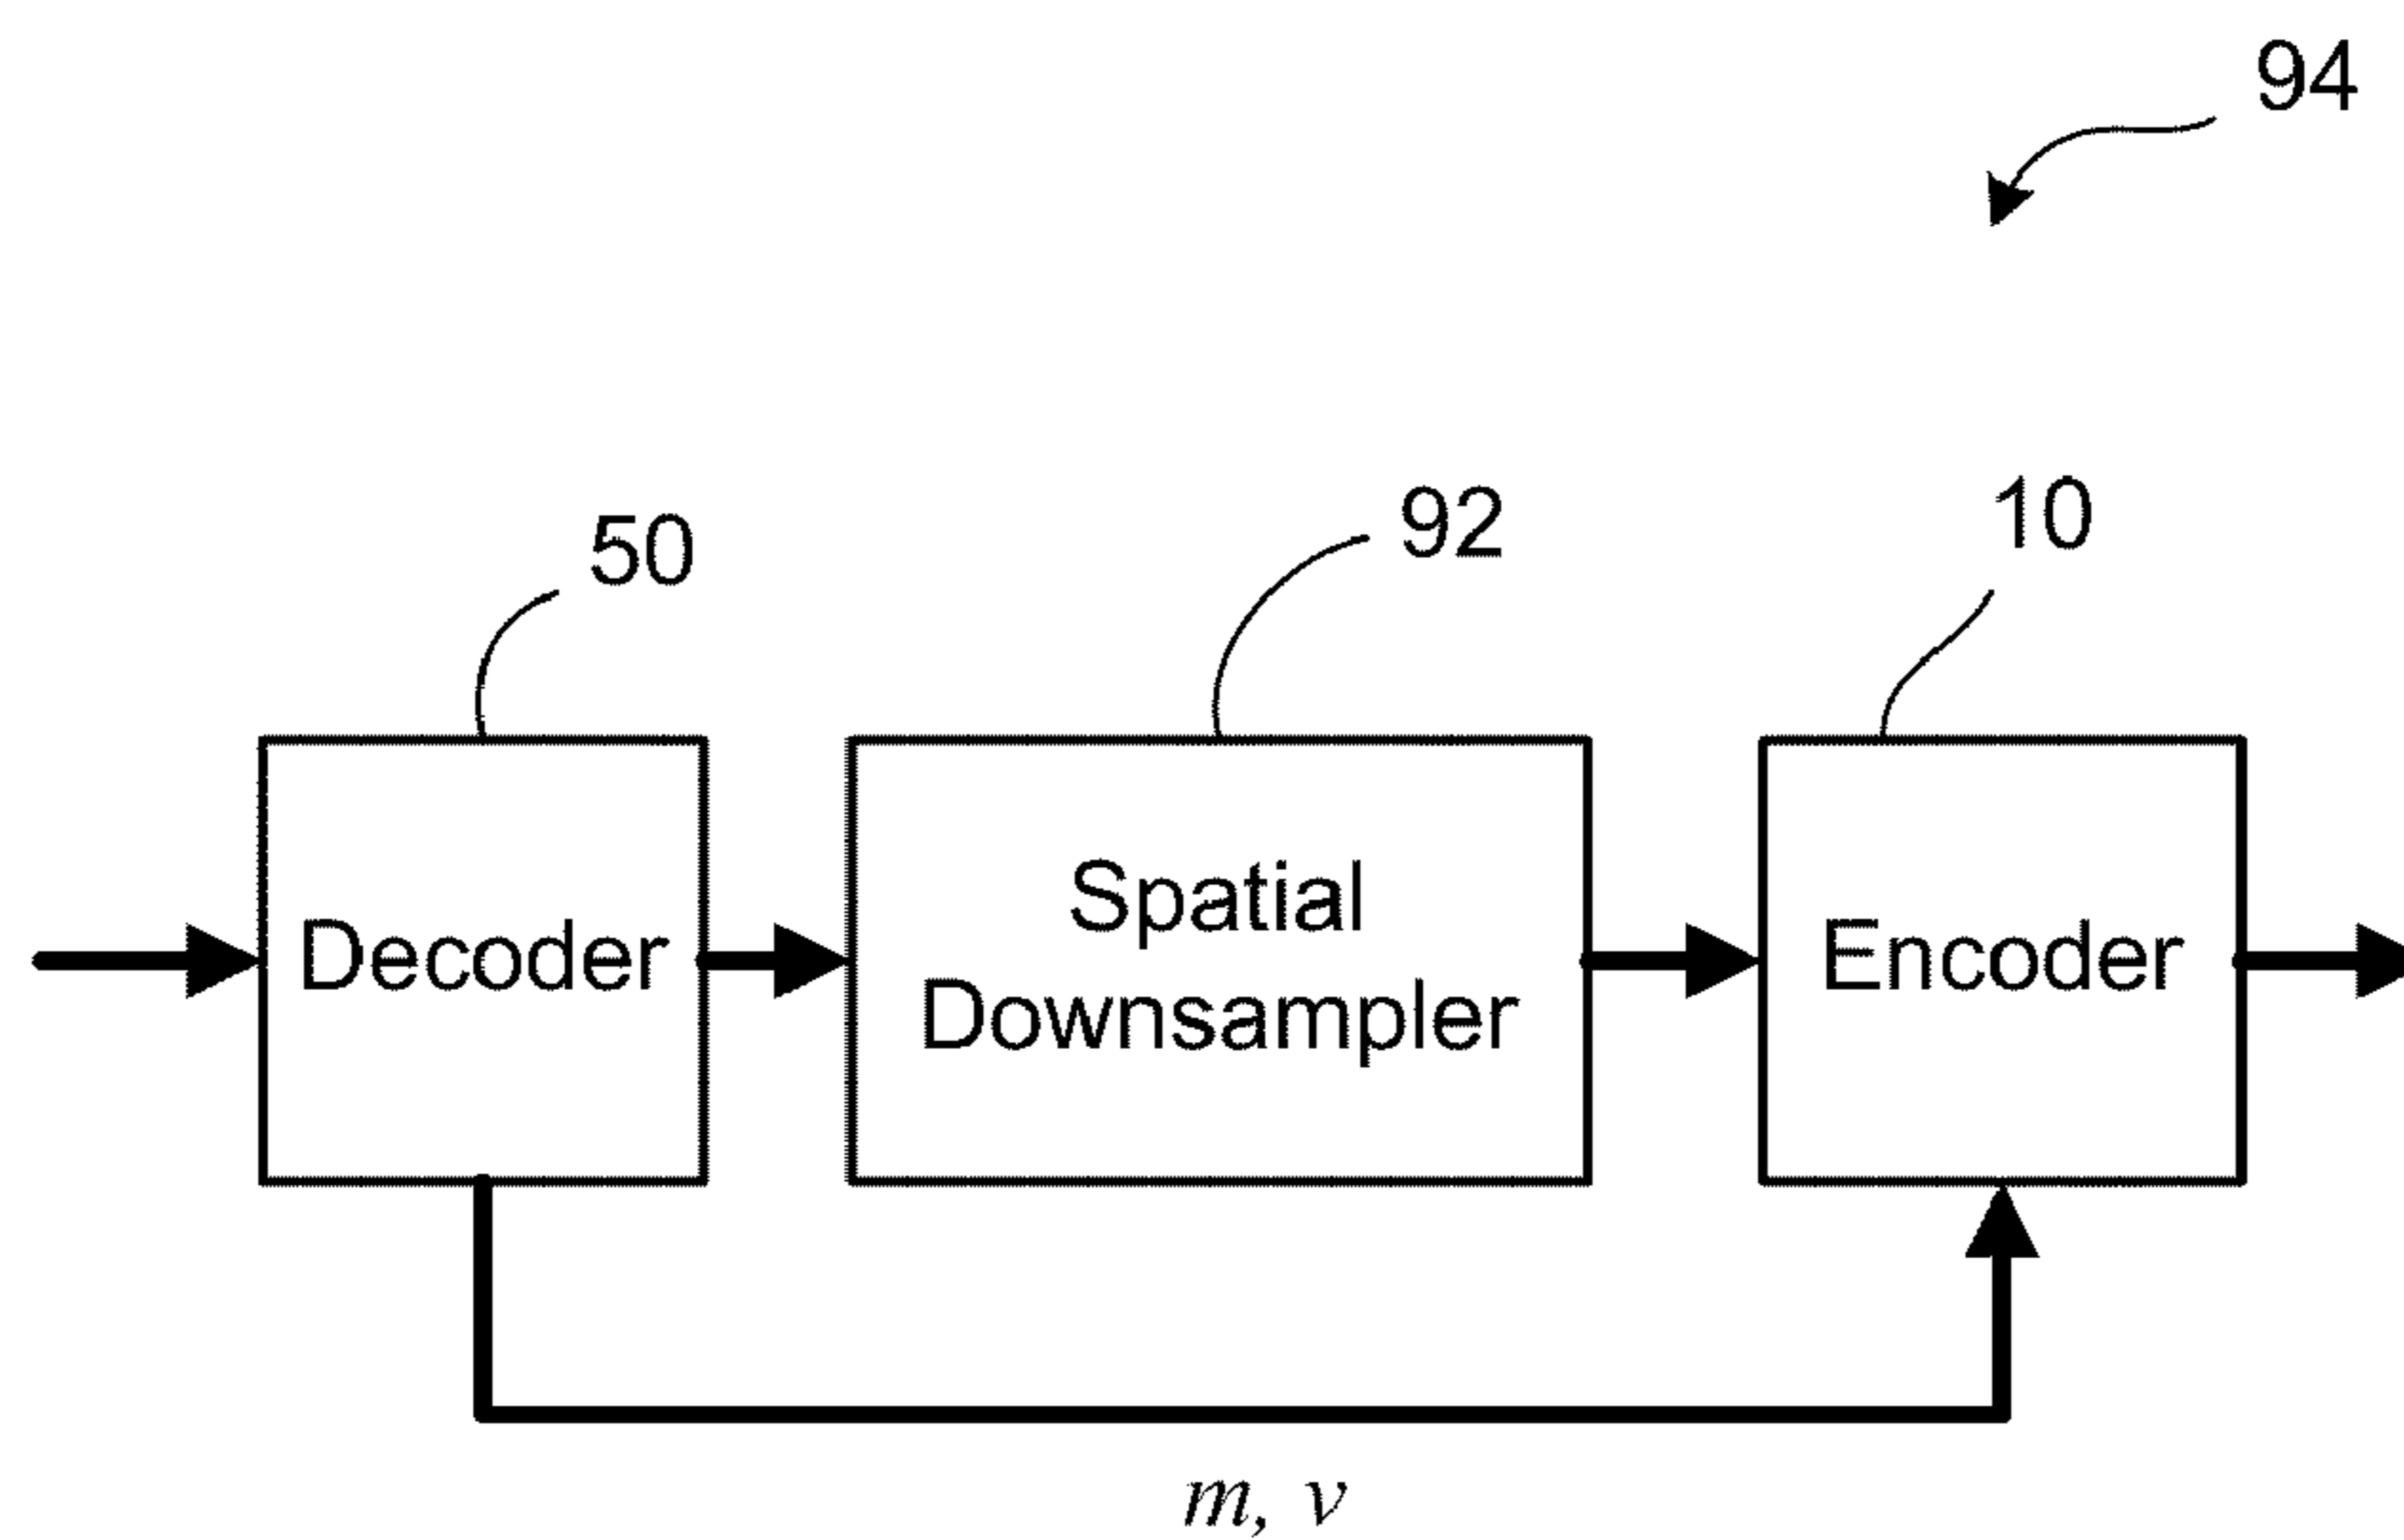 94
50
92
10
Decoder
Spatial
Downsampler
Encoder
m, v